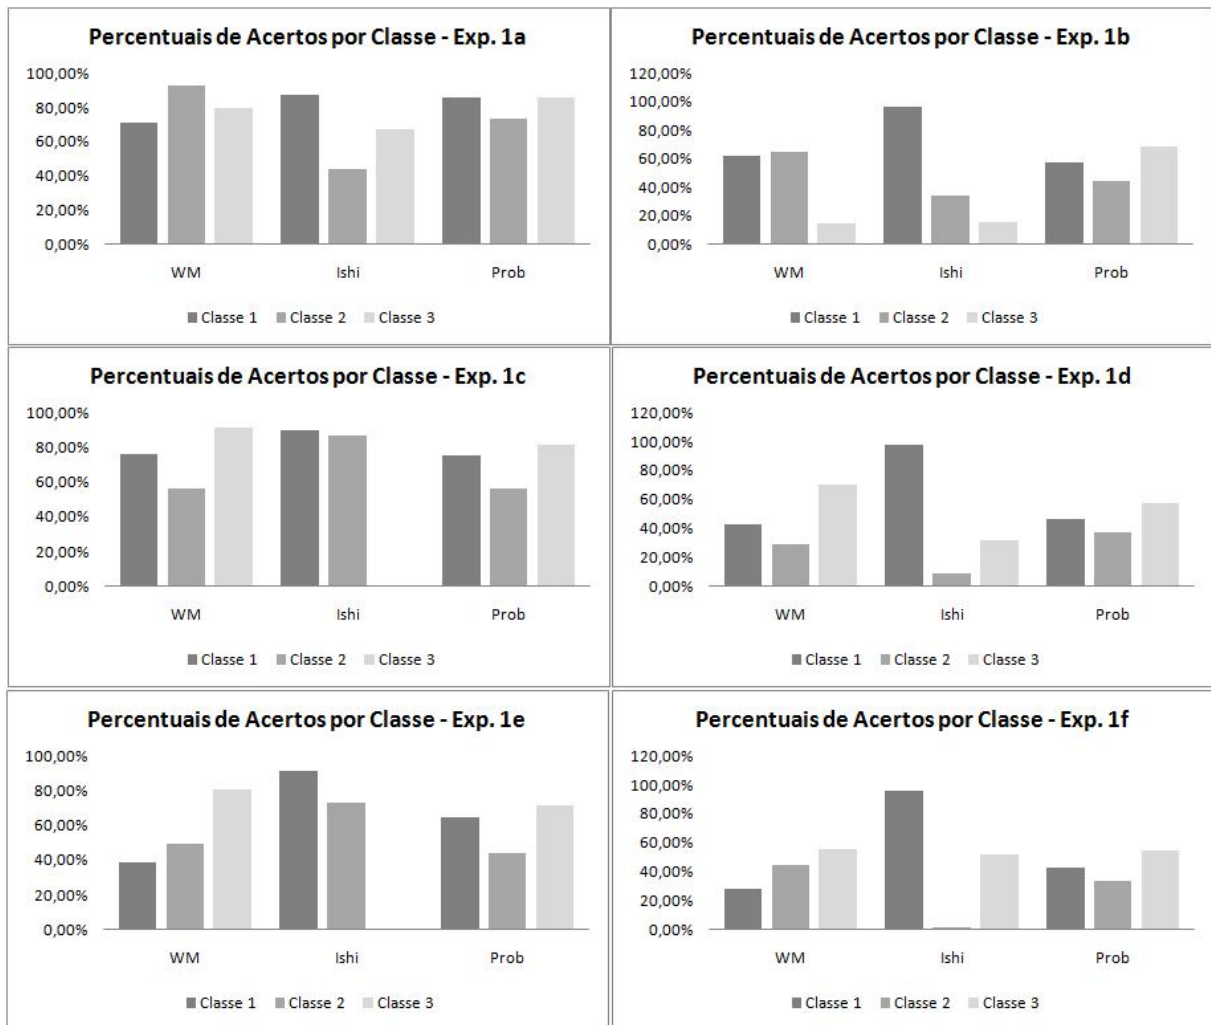 Percentuais de Acertos por Classe - Exp. 1a
100,00%
80,00%
60,00%
40,00%
20,00%
0,00%
WM Ishi Prob
Classe 1 Classe 2 Classe 3
Percentuais de Acertos por Classe - Exp. 1b
120,00%
100,00%
80,00%
60,00%
40,00%
20,00%
0,00%
WM Ishi Prob
Classe 1 Classe 2 Classe 3
Percentuais de Acertos por Classe - Exp. 1c
100,00%
80,00%
60,00%
40,00%
20,00%
0,00%
WM Ishi Prob
Classe 1 Classe 2 Classe 3
Percentuais de Acertos por Classe - Exp. 1d
120,00%
100,00%
80,00%
60,00%
40,00%
20,00%
0,00%
WM Ishi Prob
Classe 1 Classe 2 Classe 3
Percentuais de Acertos por Classe - Exp. 1e
100,00%
80,00%
60,00%
40,00%
20,00%
0,00%
WM Ishi Prob
Classe 1 Classe 2 Classe 3
Percentuais de Acertos por Classe - Exp. 1f
120,00%
100,00%
80,00%
60,00%
40,00%
20,00%
0,00%
WM Ishi Prob
Classe 1 Classe 2 Classe 3